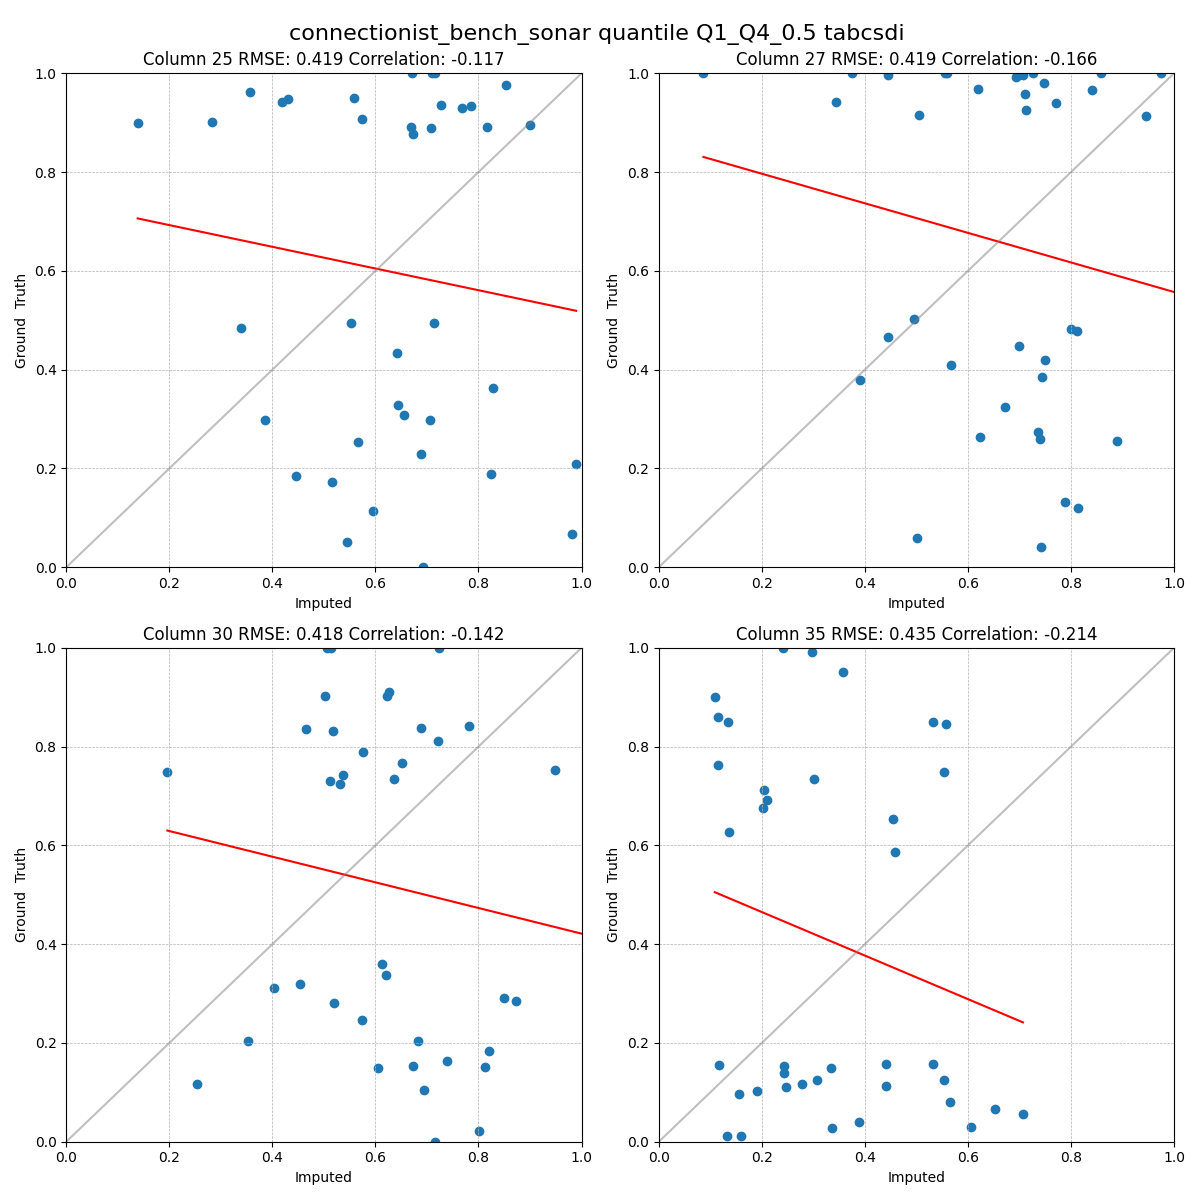 connectionist_bench_sonar quantile Q1_Q4_0.5 tabcsdi
Column 25 RMSE: 0.419 Correlation: -0.117
1.0
0.8
0.6
0.4
0.2
0.0
Ground Truth
0.0 0.2 0.4 0.6 0.8 1.0
Imputed
Column 27 RMSE: 0.419 Correlation: -0.166
1.0
0.8
0.6
0.4
0.2
0.0
Ground Truth
0.0 0.2 0.4 0.6 0.8 1.0
Imputed
Column 30 RMSE: 0.418 Correlation: -0.142
1.0
0.8
0.6
0.4
0.2
0.0
Ground Truth
0.0 0.2 0.4 0.6 0.8 1.0
Imputed
Column 35 RMSE: 0.435 Correlation: -0.214
1.0
0.8
0.6
0.4
0.2
0.0
Ground Truth
0.0 0.2 0.4 0.6 0.8 1.0
Imputed